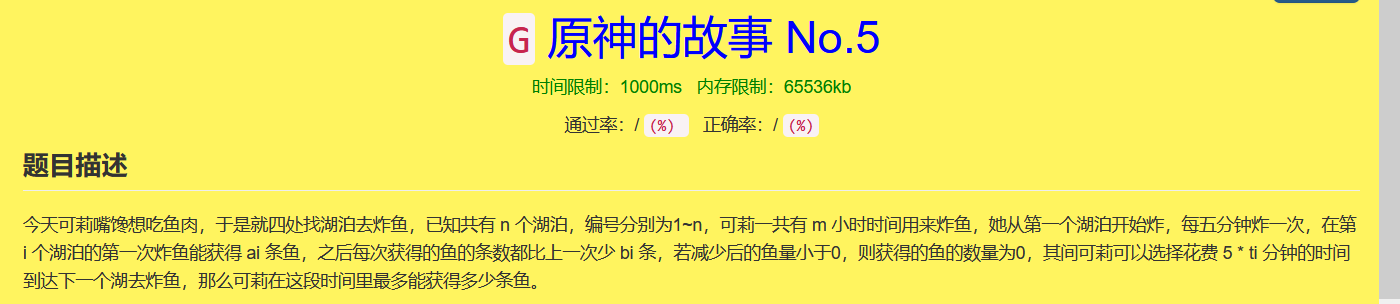 G 原神的故事 No.5
时间限制：1000ms 内存限制：65536kb
通过率：/ (%) 正确率：/ (%)
题目描述
今天可莉嘴馋想吃鱼肉，于是就四处找湖泊去炸鱼，已知共有 n 个湖泊，编号分别为1~n，可莉一共有 m 小时时间用来炸鱼，她从第一个湖泊开始炸，每五分钟炸一次，在第
i 个湖泊的第一次炸鱼能获得 ai 条鱼，之后每次获得的鱼的条数都比上一次少 bi 条，若减少后的鱼量小于0，则获得的鱼的数量为0，其间可莉可以选择花费 5 * ti 分钟的时间
到达下一个湖去炸鱼，那么可莉在这段时间里最多能获得多少条鱼。